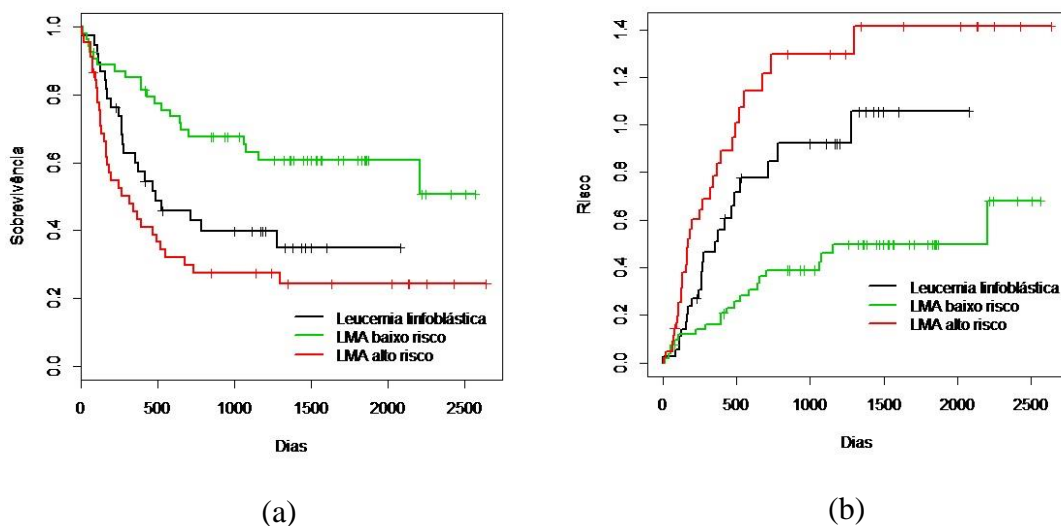 Sobrevivência
1.0
0.8
0.6
0.4
0.2
0.0
Leucemia linfoblástica
LMA baixo risco
LMA alto risco
0 500 1000 1500 2000 2500
Dias
(a)
Risco
1.4
1.2
1.0
0.8
0.6
0.4
0.2
0.0
Leucemia linfoblástica
LMA baixo risco
LMA alto risco
0 500 1000 1500 2000 2500
Dias
(b)